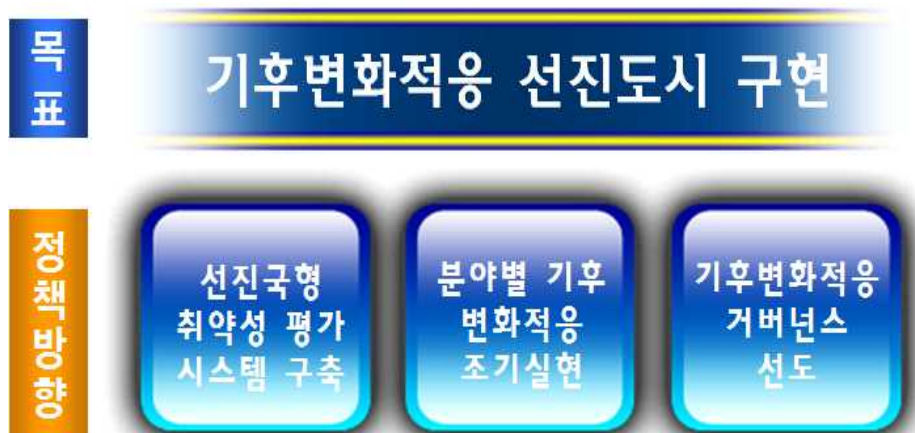 목표
기후변화적응 선진도시 구현
정책방향
선진국형
취약성 평가
시스템 구축
분야별 기후
변화적응
조기실현
기후변화적응
거버넌스
선도